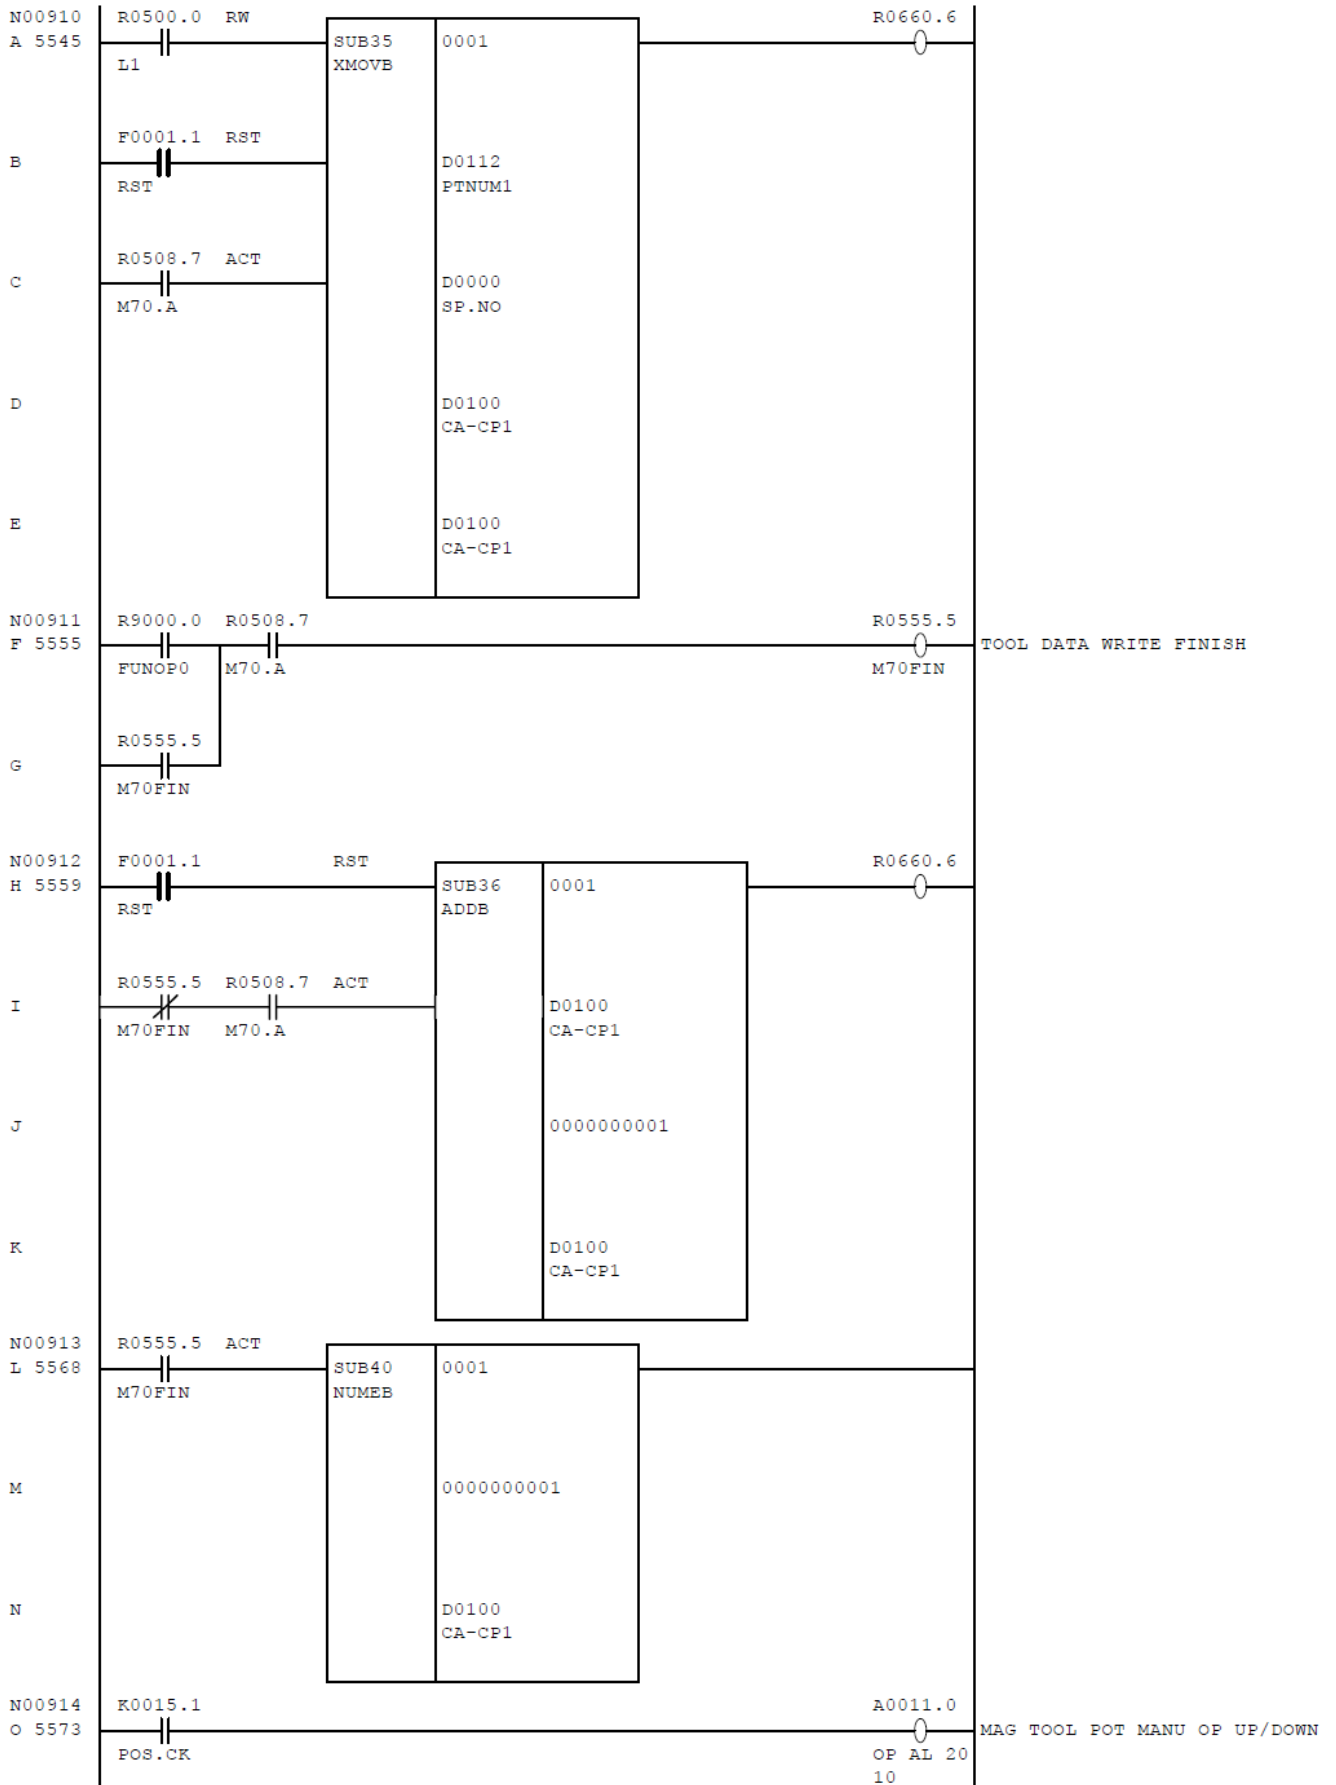 N00910 R0500.0 RW R0660.6
A 5545 SUB35 0001
L1 XMOVB
F0001.1 RST
B D0112
RST PTNUM1
R0508.7 ACT
C D0000
M70.A SP.NO
D D0100
CA-CP1
E D0100
CA-CP1
N00911 R9000.0 R0508.7 R0555.5
F 5555 TOOL DATA WRITE FINISH
FUNOP0 M70.A M70FIN
R0555.5
G
M70FIN
N00912 F0001.1 RST R0660.6
H 5559 SUB36 0001
RST ADDB
R0555.5 R0508.7 ACT
I D0100
M70FIN M70.A CA-CP1
J 0000000001
K D0100
CA-CP1
N00913 R0555.5 ACT
L 5568 SUB40 0001
M70FIN NUMEB
M 0000000001
N D0100
CA-CP1
N00914 K0015.1 A0011.0
O 5573 MAG TOOL POT MANU OP UP/DOWN
POS.CK OP AL 20
10